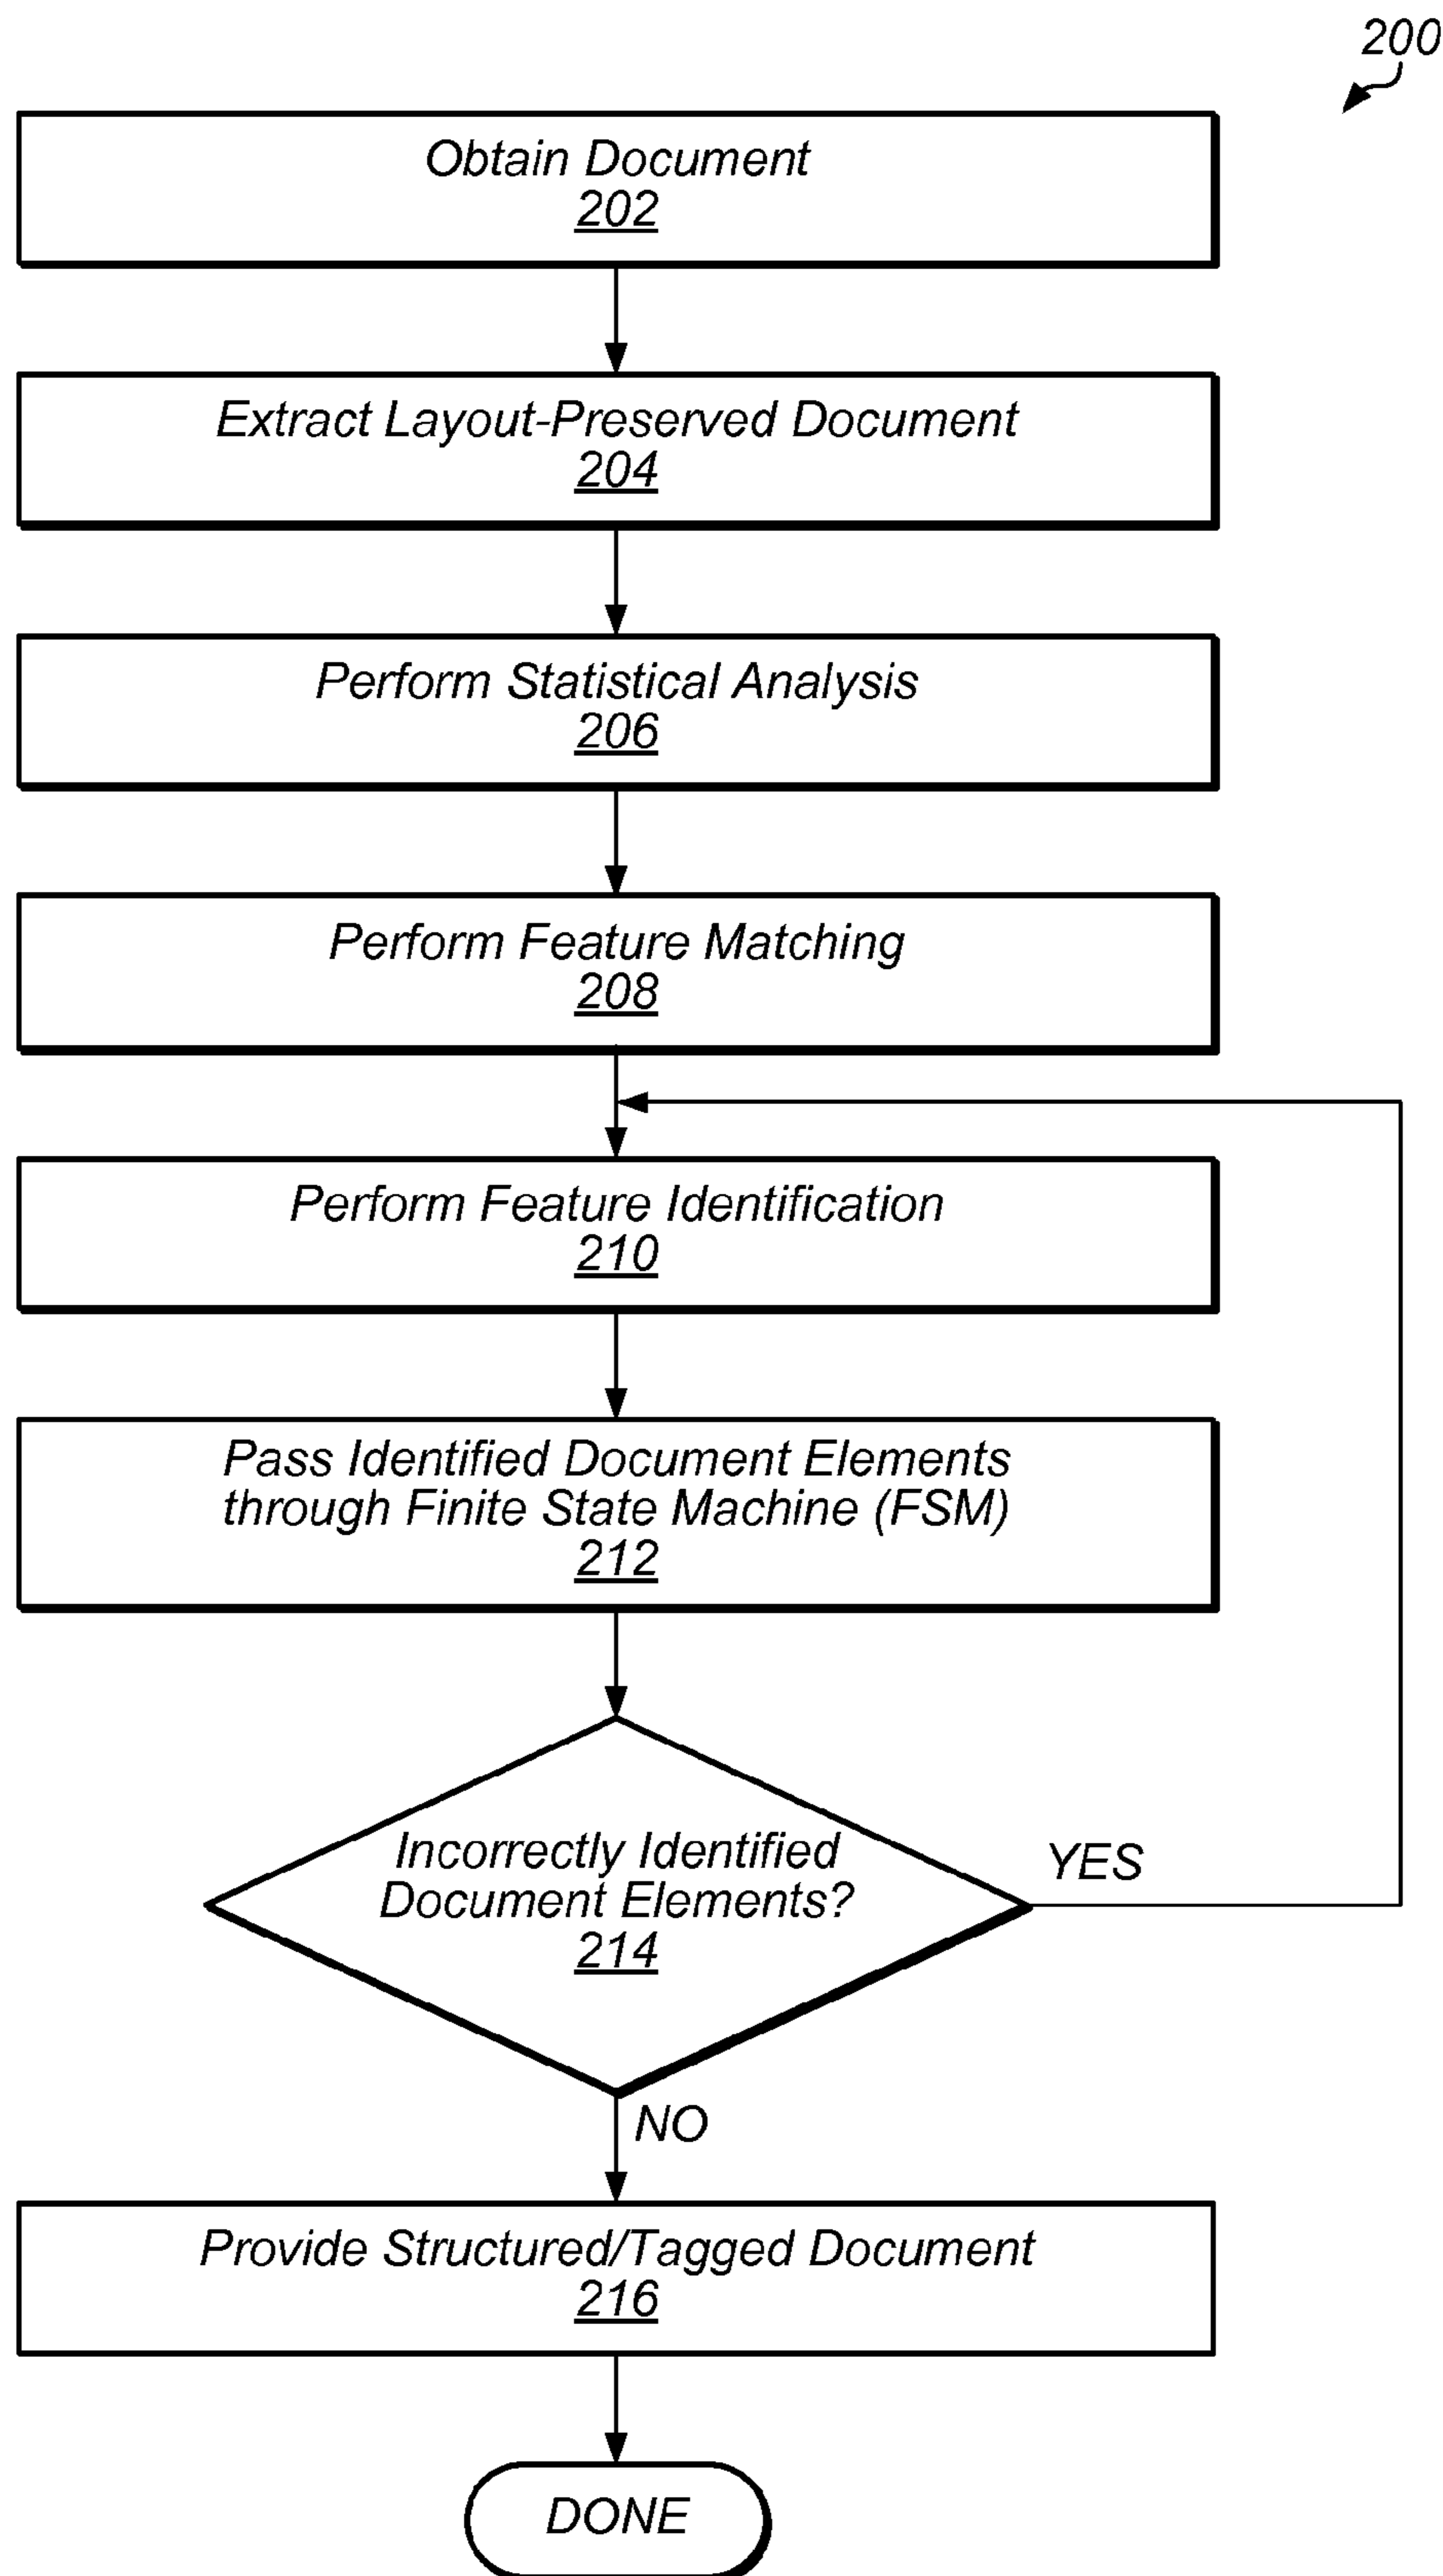 200
Obtain Document
202
Extract Layout-Preserved Document
204
Perform Statistical Analysis
206
Perform Feature Matching
208
Perform Feature Identification
210
Pass Identified Document Elements
through Finite State Machine (FSM)
212
Incorrectly Identified
Document Elements?
214
YES
NO
Provide Structured/Tagged Document
216
DONE